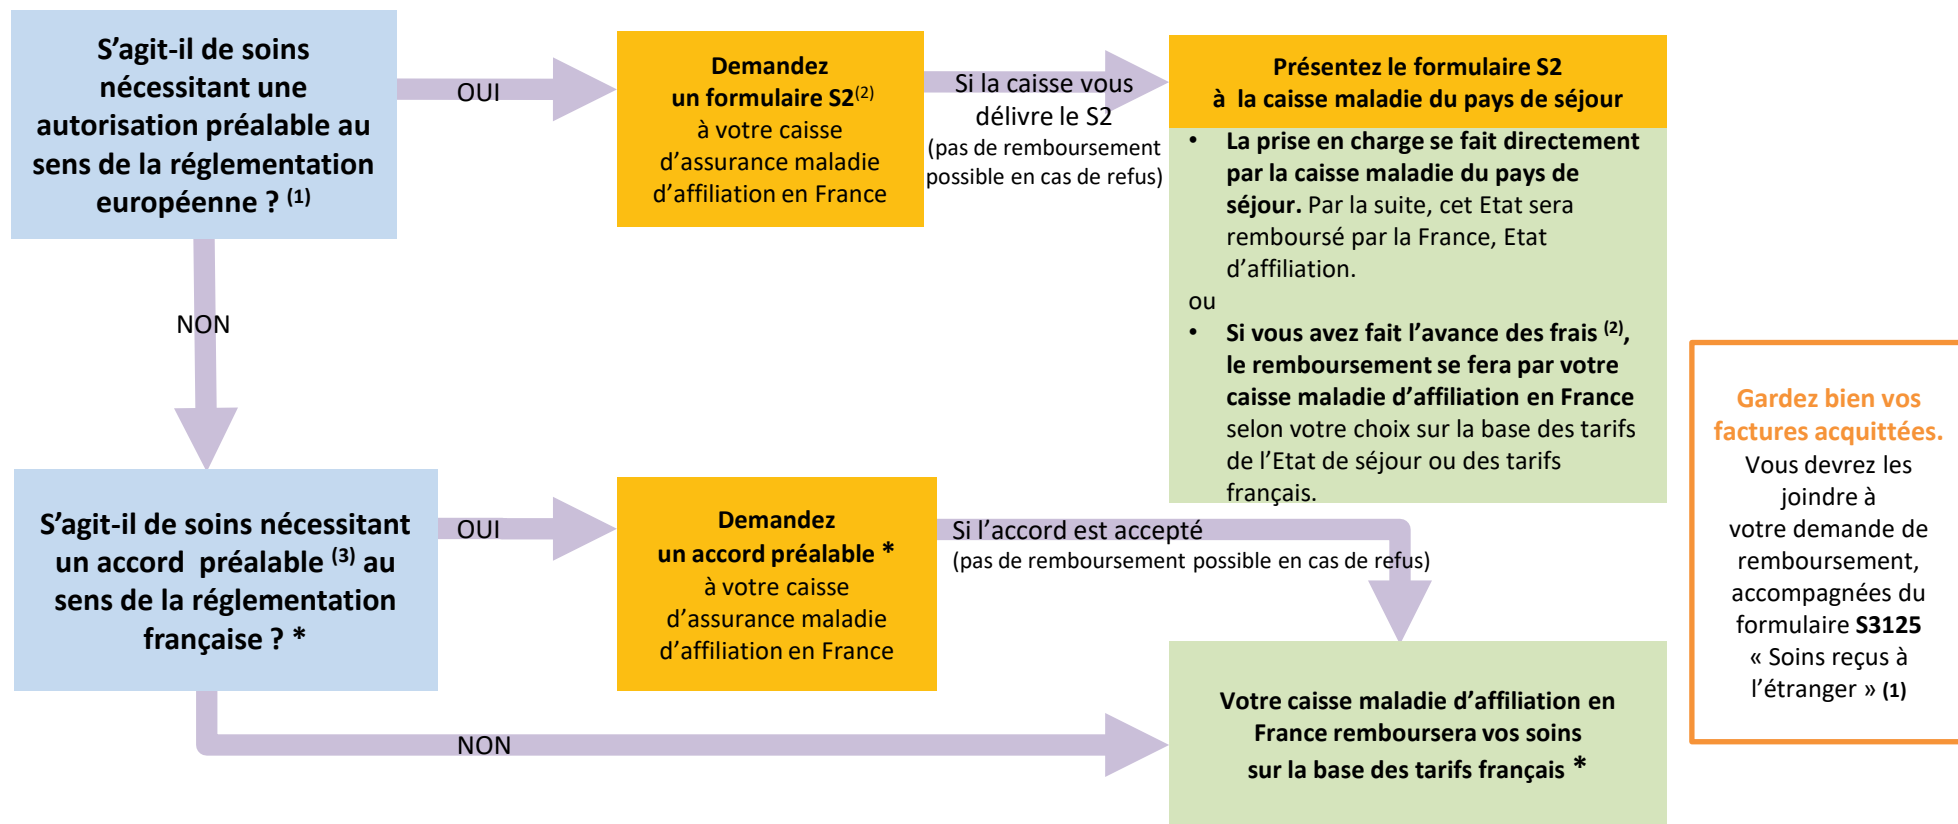 S’agit-il de soins
nécessitant une
autorisation préalable au
sens de la réglementation
européenne ? (1)
OUI
Demandez
un formulaire S2(2)
à votre caisse
d’assurance maladie
d’affiliation en France
Si la caisse vous
délivre le S2
(pas de remboursement
possible en cas de refus)
Présentez le formulaire S2
à la caisse maladie du pays de séjour
• La prise en charge se fait directement
par la caisse maladie du pays de
séjour. Par la suite, cet Etat sera
remboursé par la France, Etat
d’affiliation.
ou
• Si vous avez fait l’avance des frais (2),
le remboursement se fera par votre
caisse maladie d’affiliation en France
selon votre choix sur la base des tarifs
de l’Etat de séjour ou des tarifs
français.
NON
S’agit-il de soins nécessitant
un accord préalable (3) au
sens de la réglementation
française ? *
OUI
Demandez
un accord préalable *
à votre caisse
d’assurance maladie
d’affiliation en France
Si l’accord est accepté
(pas de remboursement possible en cas de refus)
NON
Votre caisse maladie d’affiliation en
France remboursera vos soins
sur la base des tarifs français *
Gardez bien vos
factures acquittées.
Vous devrez les
joindre à
votre demande de
remboursement,
accompagnées du
formulaire S3125
« Soins reçus à
l’étranger » (1)